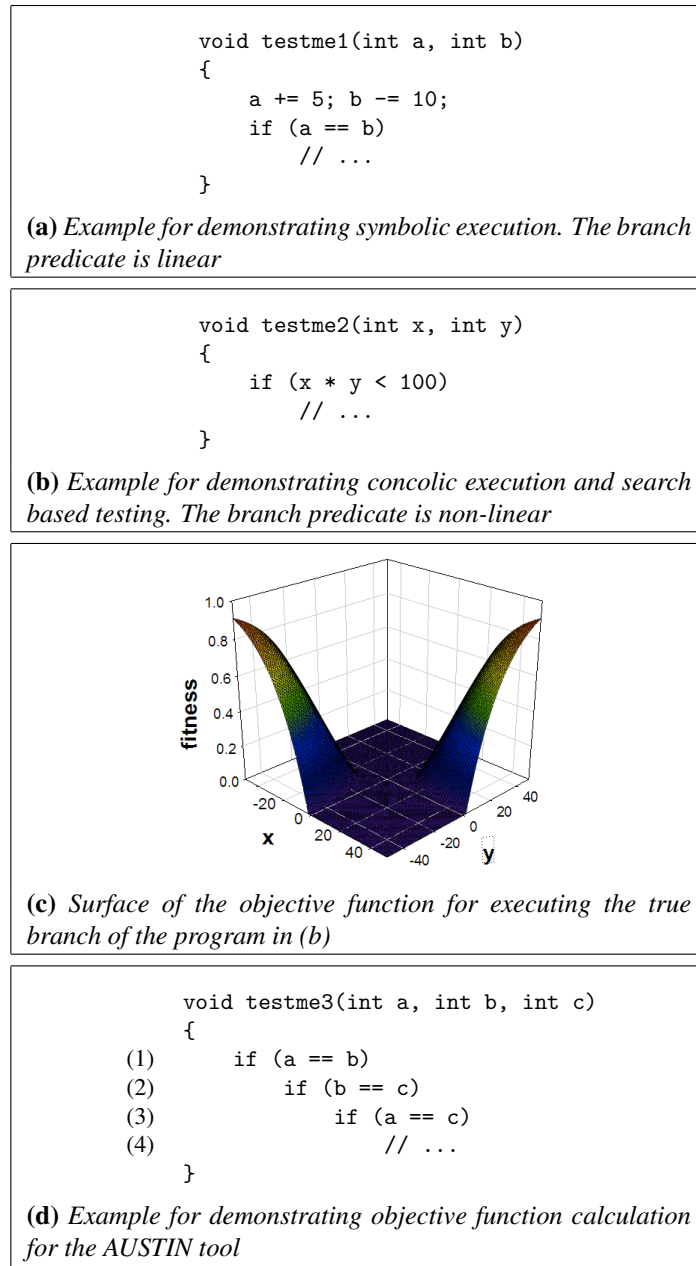 void testme1(int a, int b)
{
a += 5; b -= 10;
if (a == b)
// ...
}
(a) Example for demonstrating symbolic execution. The branch
predicate is linear
void testme2(int x, int y)
{
if (x * y < 100)
// ...
}
(b) Example for demonstrating concolic execution and search
based testing. The branch predicate is non-linear
1.0
0.8
0.6
0.4
0.2
0.0
fitness
-20
0
20
40
x
-40
-20
0
20
40
y
(c) Surface of the objective function for executing the true
branch of the program in (b)
void testme3(int a, int b, int c)
{
(1) if (a == b)
(2) if (b == c)
(3) if (a == c)
(4) // ...
}
(d) Example for demonstrating objective function calculation
for the AUSTIN tool